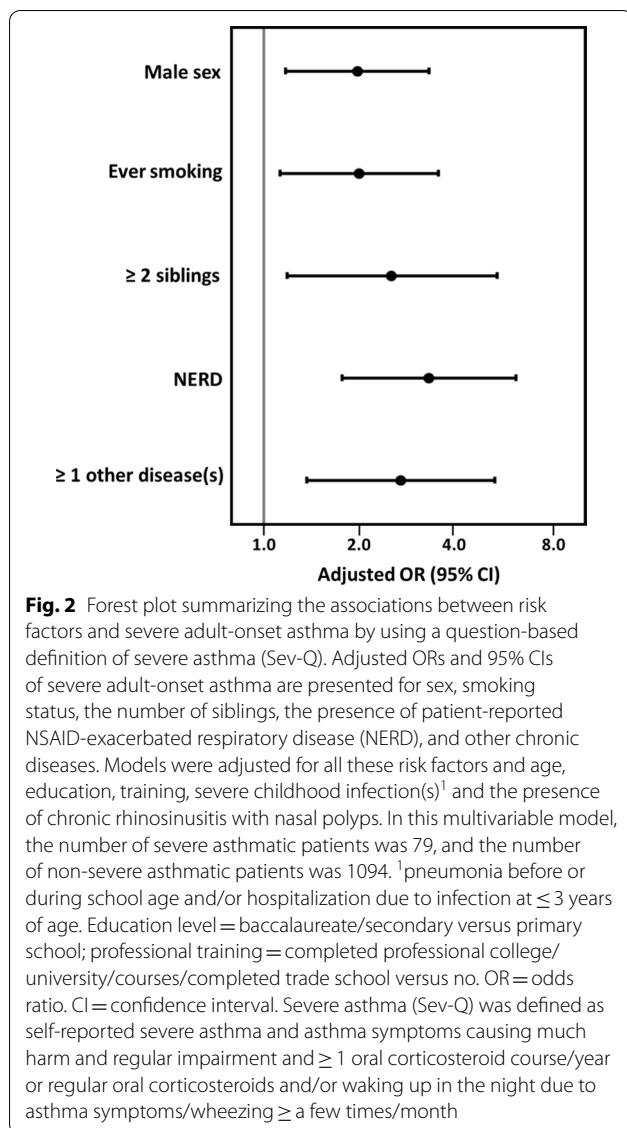 Male sex
Ever smoking
≥ 2 siblings
NERD
≥ 1 other disease(s)
1.0 2.0 4.0 8.0
Adjusted OR (95% CI)
Fig. 2 Forest plot summarizing the associations between risk
factors and severe adult-onset asthma by using a question-based
definition of severe asthma (Sev-Q). Adjusted ORs and 95% CIs
of severe adult-onset asthma are presented for sex, smoking
status, the number of siblings, the presence of patient-reported
NSAID-exacerbated respiratory disease (NERD), and other chronic
diseases. Models were adjusted for all these risk factors and age,
education, training, severe childhood infection(s)¹ and the presence
of chronic rhinosinusitis with nasal polyps. In this multivariable model,
the number of severe asthmatic patients was 79, and the number
of non-severe asthmatic patients was 1094. ¹pneumonia before or
during school age and/or hospitalization due to infection at ≤ 3 years
of age. Education level = baccalaureate/secondary versus primary
school; professional training = completed professional college/
university/courses/completed trade school versus no. OR = odds
ratio. CI = confidence interval. Severe asthma (Sev-Q) was defined as
self-reported severe asthma and asthma symptoms causing much
harm and regular impairment and ≥ 1 oral corticosteroid course/year
or regular oral corticosteroids and/or waking up in the night due to
asthma symptoms/wheezing ≥ a few times/month